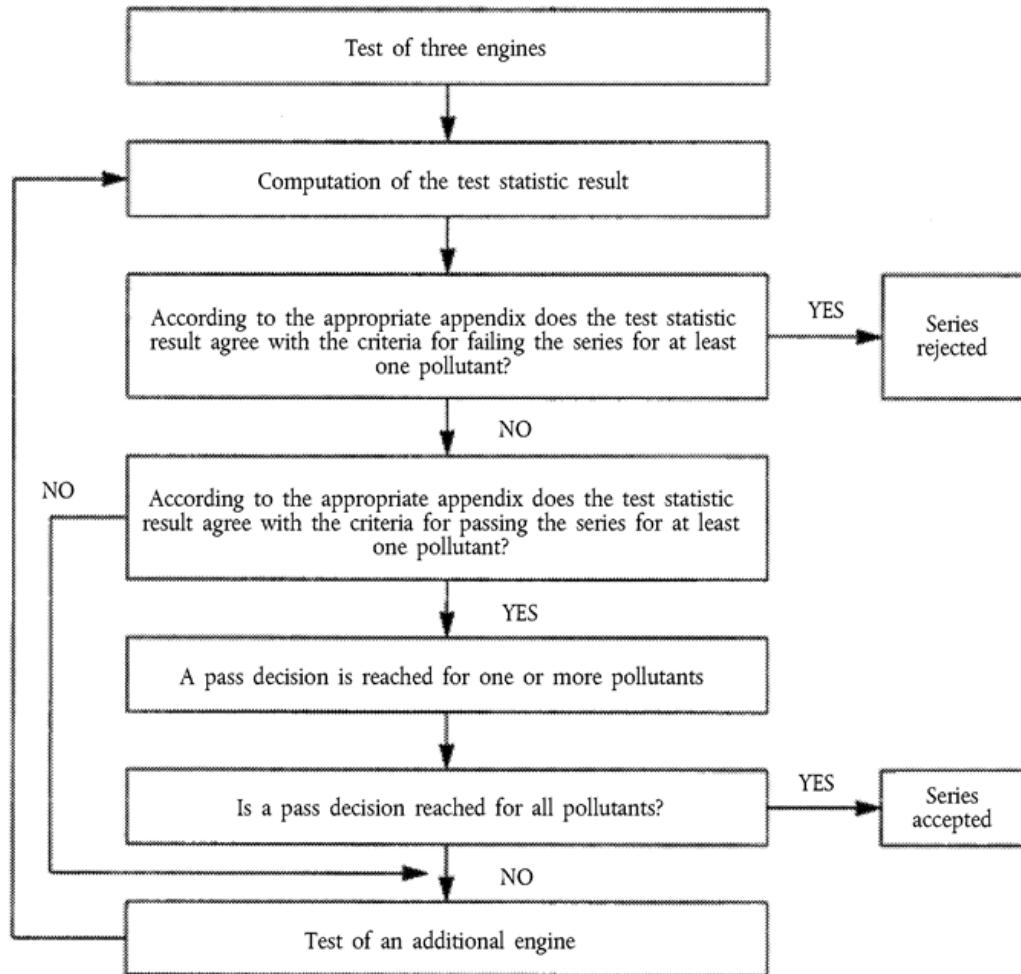 Test of three engines
Computation of the test statistic result
According to the appropriate appendix does the test statistic
result agree with the criteria for failing the series for at least
one pollutant?
YES
Series
rejected
NO
NO
According to the appropriate appendix does the test statistic
result agree with the criteria for passing the series for at least
one pollutant?
YES
A pass decision is reached for one or more pollutants
Is a pass decision reached for all pollutants?
YES
Series
accepted
NO
Test of an additional engine